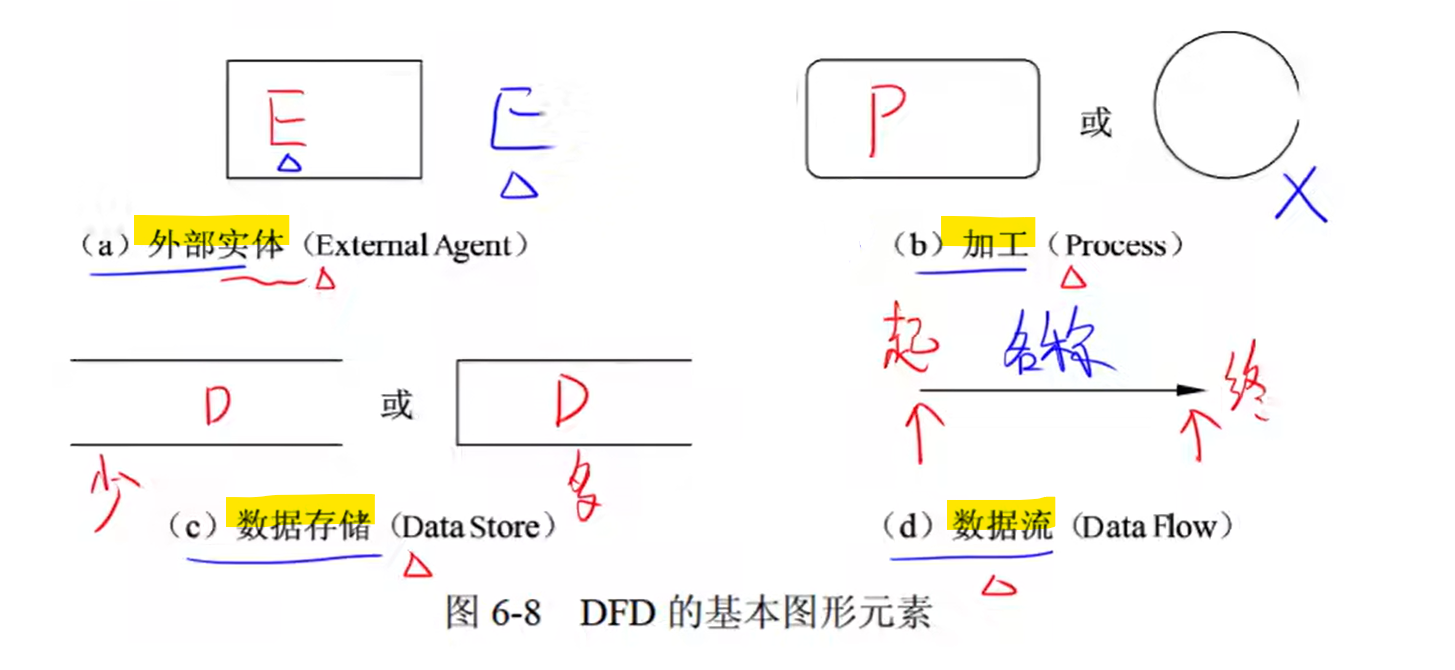 E E P 或 X
（a）外部实体（External Agent） （b）加工（Process）
起 名称 终
D 或 D
少 多
（c）数据存储（Data Store） （d）数据流（Data Flow）
图 6-8 DFD 的基本图形元素